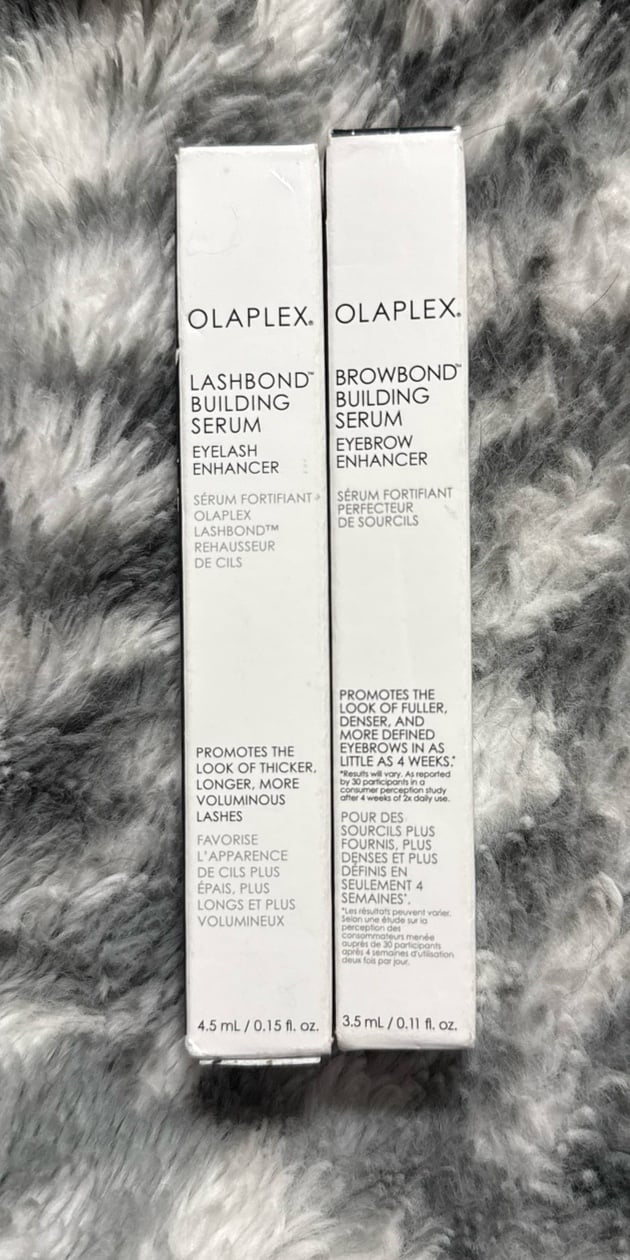 OLAPLEX®
LASHBOND™
BUILDING
SERUM
EYELASH
ENHANCER
SÉRUM FORTIFIANT
OLAPLEX
LASHBOND™
REHAUSSEUR
DE CILS
PROMOTES THE
LOOK OF THICKER,
LONGER, MORE
VOLUMINOUS
LASHES
FAVORISE
L'APPARENCE
DE CILS PLUS
ÉPAIS, PLUS
LONGS ET PLUS
VOLUMINEUX
4.5 mL / 0.15 fl. oz.
OLAPLEX®
BROWBOND™
BUILDING
SERUM
EYEBROW
ENHANCER
SÉRUM FORTIFIANT
PERFECTEUR
DE SOURCILS
PROMOTES THE
LOOK OF FULLER,
DENSER, AND
MORE DEFINED
EYEBROWS IN AS
LITTLE AS 4 WEEKS.*
*Results will vary. As reported
by 30 participants in a
consumer perception study
after 4 weeks of 2x daily use.
POUR DES
SOURCILS PLUS
FOURNIS, PLUS
DENSES ET PLUS
DÉFINIS EN
SEULEMENT 4
SEMAINES*.
*Les résultats peuvent varier.
Selon une étude sur la
perception des
consommateurs menée
auprès de 30 participants
après 4 semaines d'utilisation
deux fois par jour.
3.5 mL / 0.11 fl. oz.